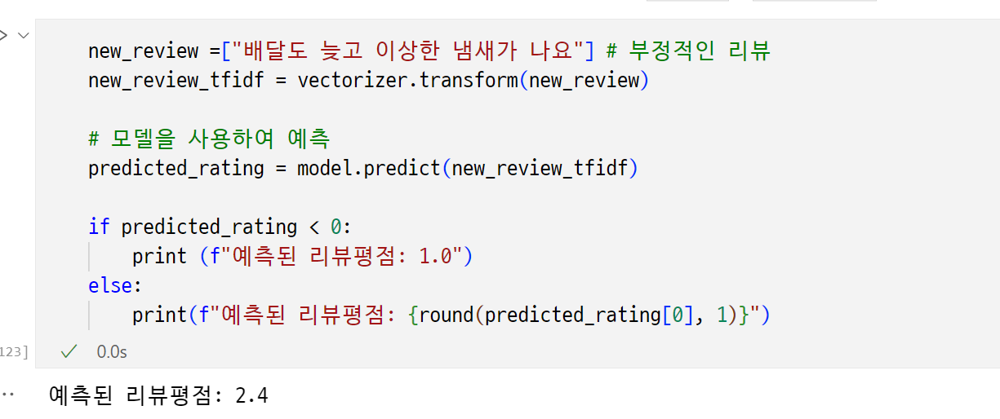 new_review =["배달도 늦고 이상한 냄새가 나요"] # 부정적인 리뷰
new_review_tfidf = vectorizer.transform(new_review)
# 모델을 사용하여 예측
predicted_rating = model.predict(new_review_tfidf)
if predicted_rating < 0:
    print (f"예측된 리뷰평점: 1.0")
else:
    print(f"예측된 리뷰평점: {round(predicted_rating[0], 1)}")
123] 0.0s
예측된 리뷰평점: 2.4